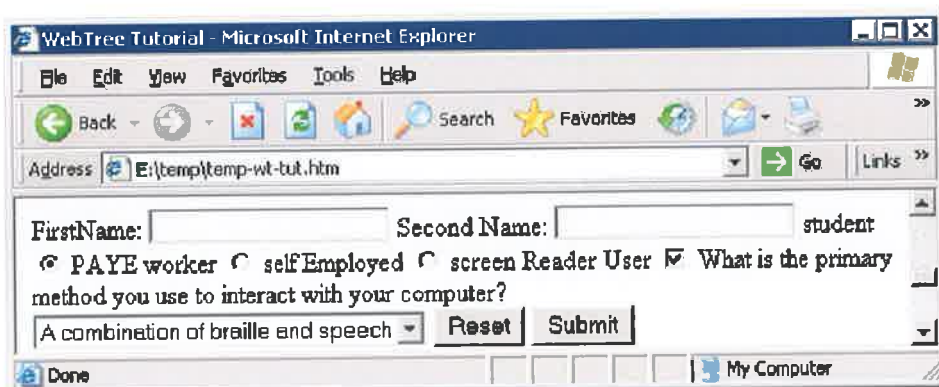 WebTree Tutorial - Microsoft Internet Explorer
File Edit View Favorites Tools Help
Back Search Favorites »
Address E:\temp\temp-wt-tut.htm Go Links »
FirstName: Second Name: student
PAYE worker self Employed screen Reader User What is the primary
method you use to interact with your computer?
A combination of braille and speech Reset Submit
Done My Computer